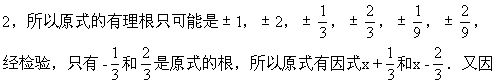 2，所以原式的有理根只可能是±1，±2，±1/3，±2/3，±1/9，±2/9，
经检验，只有-1/3和2/3是原式的根，所以原式有因式x+1/3和x-2/3．又因